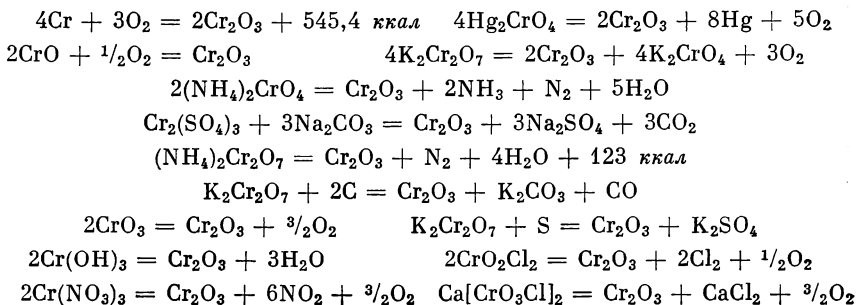 4Cr + 3O₂ = 2Cr₂O₃ + 545,4 ккал 4Hg₂CrO₄ = 2Cr₂O₃ + 8Hg + 5O₂
2CrO + ¹/₂O₂ = Cr₂O₃ 4K₂Cr₂O₇ = 2Cr₂O₃ + 4K₂CrO₄ + 3O₂
2(NH₄)₂CrO₄ = Cr₂O₃ + 2NH₃ + N₂ + 5H₂O
Cr₂(SO₄)₃ + 3Na₂CO₃ = Cr₂O₃ + 3Na₂SO₄ + 3CO₂
(NH₄)₂Cr₂O₇ = Cr₂O₃ + N₂ + 4H₂O + 123 ккал
K₂Cr₂O₇ + 2C = Cr₂O₃ + K₂CO₃ + CO
2CrO₃ = Cr₂O₃ + ³/₂O₂ K₂Cr₂O₇ + S = Cr₂O₃ + K₂SO₄
2Cr(OH)₃ = Cr₂O₃ + 3H₂O 2CrO₂Cl₂ = Cr₂O₃ + 2Cl₂ + ¹/₂O₂
2Cr(NO₃)₃ = Cr₂O₃ + 6NO₂ + ³/₂O₂ Ca[CrO₃Cl]₂ = Cr₂O₃ + CaCl₂ + ³/₂O₂